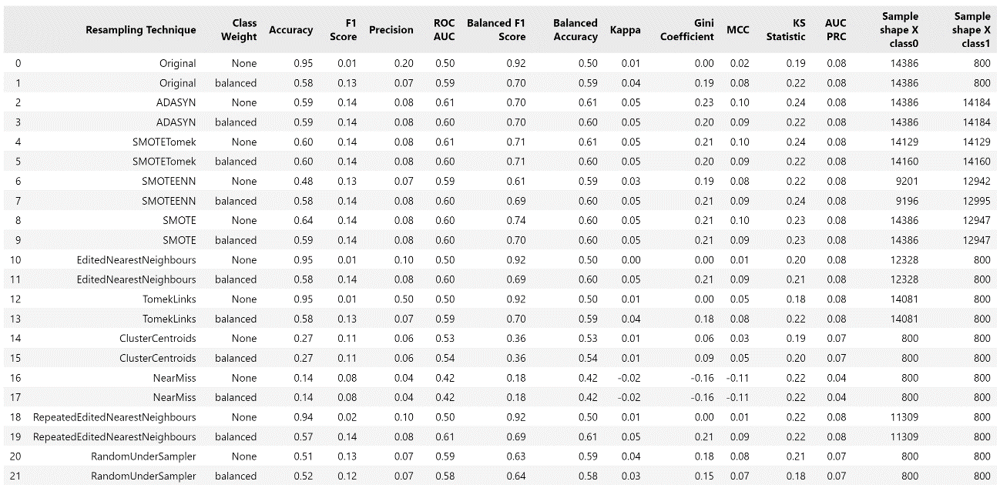 Resampling Technique Class Weight Accuracy F1 Score Precision ROC AUC Balanced F1 Score Balanced Accuracy Kappa Gini Coefficient MCC KS Statistic AUC PRC Sample shape X class0 Sample shape X class1
0 Original None 0.95 0.01 0.20 0.50 0.92 0.50 0.01 0.00 0.02 0.19 0.08 14386 800
1 Original balanced 0.58 0.13 0.07 0.59 0.70 0.59 0.04 0.19 0.08 0.22 0.08 14386 800
2 ADASYN None 0.59 0.14 0.08 0.61 0.70 0.61 0.05 0.23 0.10 0.24 0.08 14386 14184
3 ADASYN balanced 0.59 0.14 0.08 0.60 0.70 0.60 0.05 0.20 0.09 0.22 0.08 14386 14184
4 SMOTETomek None 0.60 0.14 0.08 0.61 0.71 0.61 0.05 0.21 0.10 0.24 0.08 14129 14129
5 SMOTETomek balanced 0.60 0.14 0.08 0.60 0.71 0.60 0.05 0.20 0.09 0.22 0.08 14160 14160
6 SMOTEENN None 0.48 0.13 0.07 0.59 0.61 0.59 0.03 0.19 0.08 0.22 0.08 9201 12942
7 SMOTEENN balanced 0.58 0.14 0.08 0.60 0.69 0.60 0.05 0.21 0.09 0.24 0.08 9196 12995
8 SMOTE None 0.64 0.14 0.08 0.60 0.74 0.60 0.05 0.21 0.10 0.23 0.08 14386 12947
9 SMOTE balanced 0.59 0.14 0.08 0.60 0.70 0.60 0.05 0.21 0.09 0.23 0.08 14386 12947
10 EditedNearestNeighbours None 0.95 0.01 0.10 0.50 0.92 0.50 0.00 0.00 0.01 0.20 0.08 12328 800
11 EditedNearestNeighbours balanced 0.58 0.14 0.08 0.60 0.69 0.60 0.05 0.21 0.09 0.21 0.08 12328 800
12 TomekLinks None 0.95 0.01 0.50 0.50 0.92 0.50 0.01 0.00 0.05 0.18 0.08 14081 800
13 TomekLinks balanced 0.58 0.13 0.07 0.59 0.70 0.59 0.04 0.18 0.08 0.22 0.08 14081 800
14 ClusterCentroids None 0.27 0.11 0.06 0.53 0.36 0.53 0.01 0.06 0.03 0.19 0.07 800 800
15 ClusterCentroids balanced 0.27 0.11 0.06 0.54 0.36 0.54 0.01 0.09 0.05 0.20 0.07 800 800
16 NearMiss None 0.14 0.08 0.04 0.42 0.18 0.42 -0.02 -0.16 -0.11 0.22 0.04 800 800
17 NearMiss balanced 0.14 0.08 0.04 0.42 0.18 0.42 -0.02 -0.16 -0.11 0.22 0.04 800 800
18 RepeatedEditedNearestNeighbours None 0.94 0.02 0.10 0.50 0.92 0.50 0.01 0.00 0.01 0.22 0.08 11309 800
19 RepeatedEditedNearestNeighbours balanced 0.57 0.14 0.08 0.61 0.69 0.61 0.05 0.21 0.09 0.22 0.08 11309 800
20 RandomUnderSampler None 0.51 0.13 0.07 0.59 0.63 0.59 0.04 0.18 0.08 0.21 0.07 800 800
21 RandomUnderSampler balanced 0.52 0.12 0.07 0.58 0.64 0.58 0.03 0.15 0.07 0.18 0.07 800 800